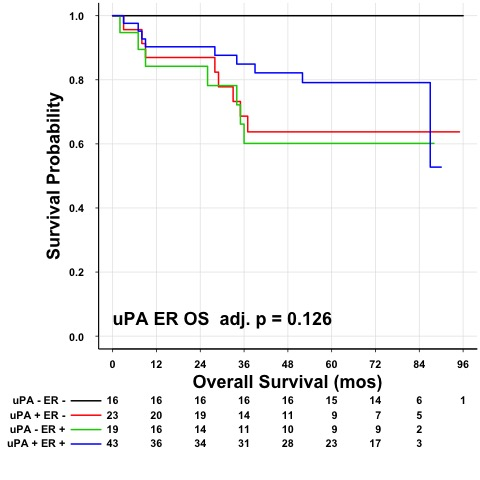 1.0
0.8
0.6
0.4
0.2
0.0
Survival Probability
uPA ER OS adj. p = 0.126
0 12 24 36 48 60 72 84 96
Overall Survival (mos)
uPA - ER - 16 16 16 16 16 15 14 6 1
uPA + ER - 23 20 19 14 11 9 7 5
uPA - ER + 19 16 14 11 10 9 9 2
uPA + ER + 43 36 34 31 28 23 17 3